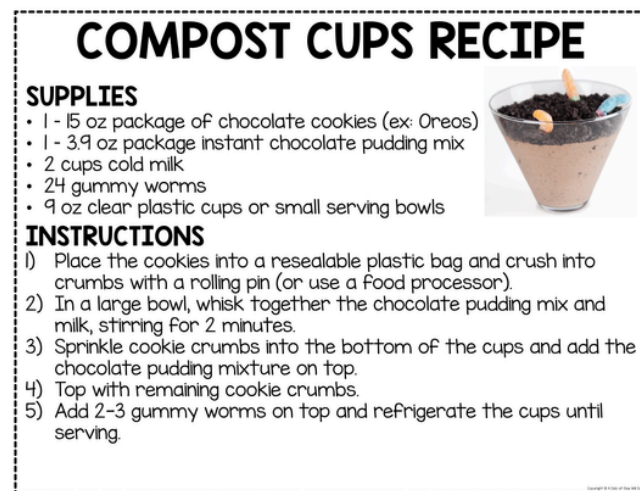 COMPOST CUPS RECIPE
SUPPLIES
• 1 - 15 oz package of chocolate cookies (ex: Oreos)
• 1 - 3.9 oz package instant chocolate pudding mix
• 2 cups cold milk
• 24 gummy worms
• 9 oz clear plastic cups or small serving bowls
INSTRUCTIONS
1) Place the cookies into a resealable plastic bag and crush into
crumbs with a rolling pin (or use a food processor).
2) In a large bowl, whisk together the chocolate pudding mix and
milk, stirring for 2 minutes.
3) Sprinkle cookie crumbs into the bottom of the cups and add the
chocolate pudding mixture on top.
4) Top with remaining cookie crumbs.
5) Add 2-3 gummy worms on top and refrigerate the cups until
serving.